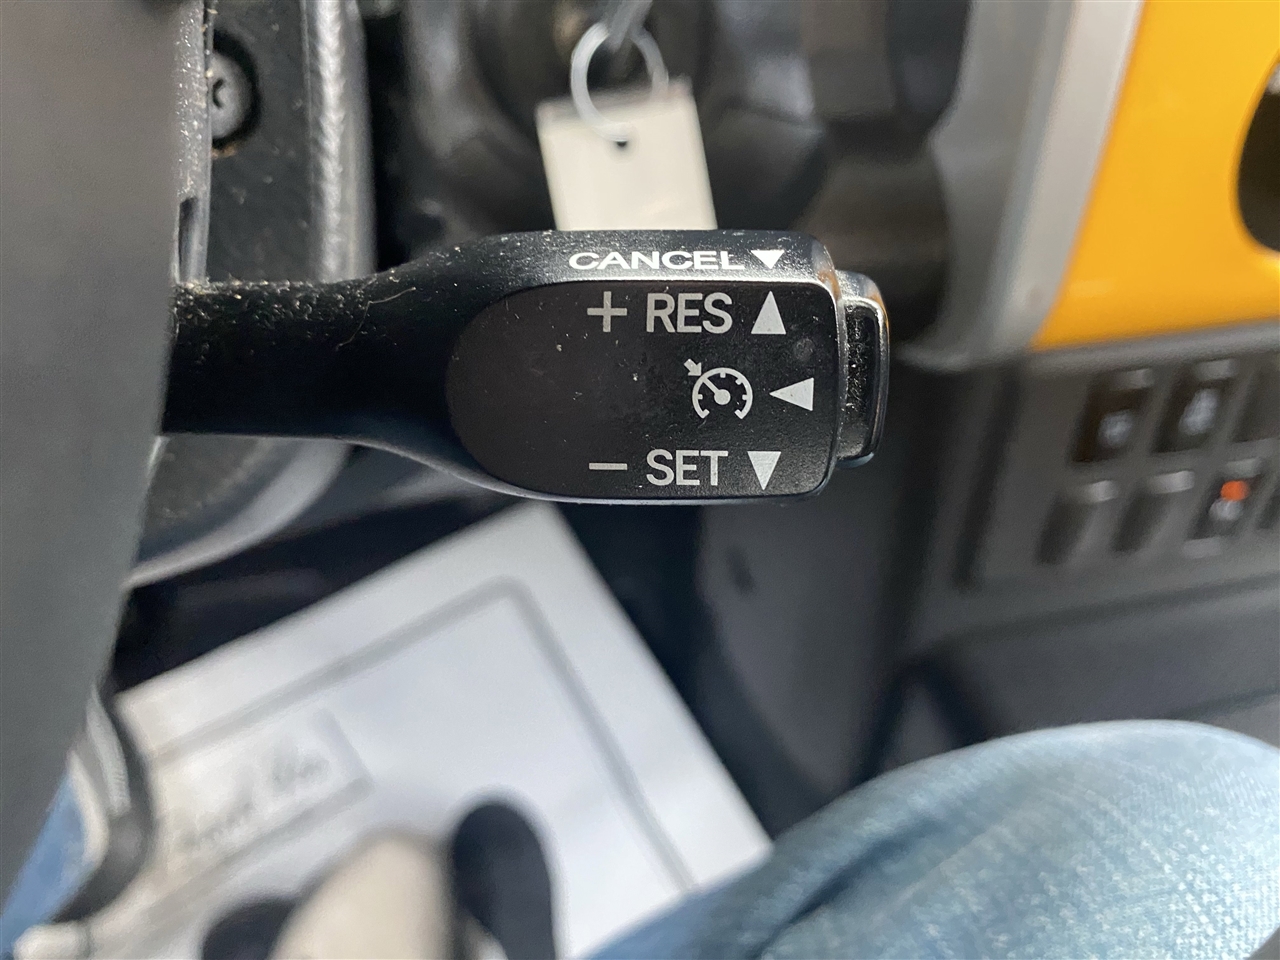 CANCEL ▼
+ RES ▲
◀
− SET ▼